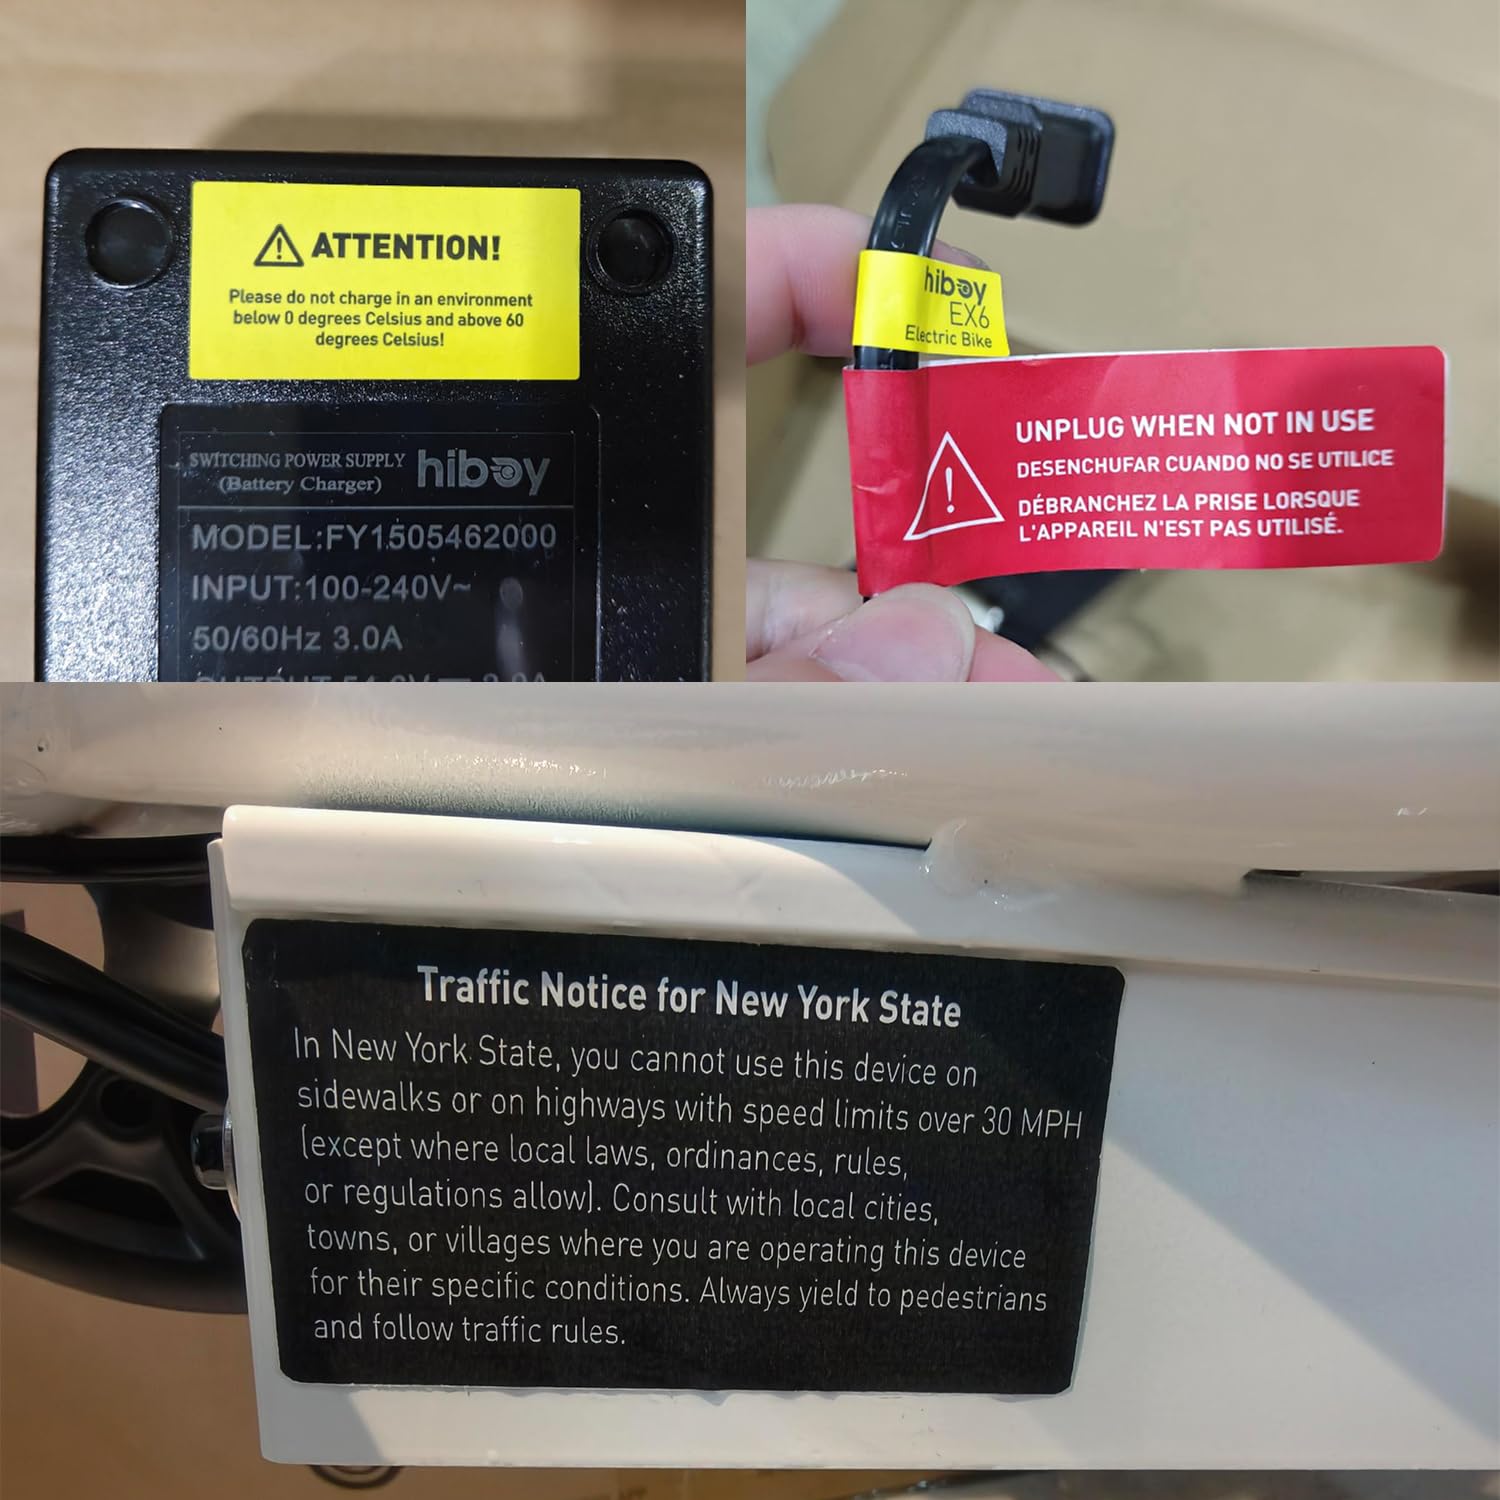 ATTENTION!
Please do not charge in an environment
below 0 degrees Celsius and above 60
degrees Celsius!
SWITCHING POWER SUPPLY
(Battery Charger)
hiboy
MODEL:FY1505462000
INPUT:100-240V~
50/60Hz 3.0A
hiboy
EX6
Electric Bike
UNPLUG WHEN NOT IN USE
DESENCHUFAR CUANDO NO SE UTILICE
DÉBRANCHEZ LA PRISE LORSQUE
L'APPAREIL N'EST PAS UTILISÉ.
Traffic Notice for New York State
In New York State, you cannot use this device on
sidewalks or on highways with speed limits over 30 MPH
(except where local laws, ordinances, rules,
or regulations allow). Consult with local cities,
towns, or villages where you are operating this device
for their specific conditions. Always yield to pedestrians
and follow traffic rules.